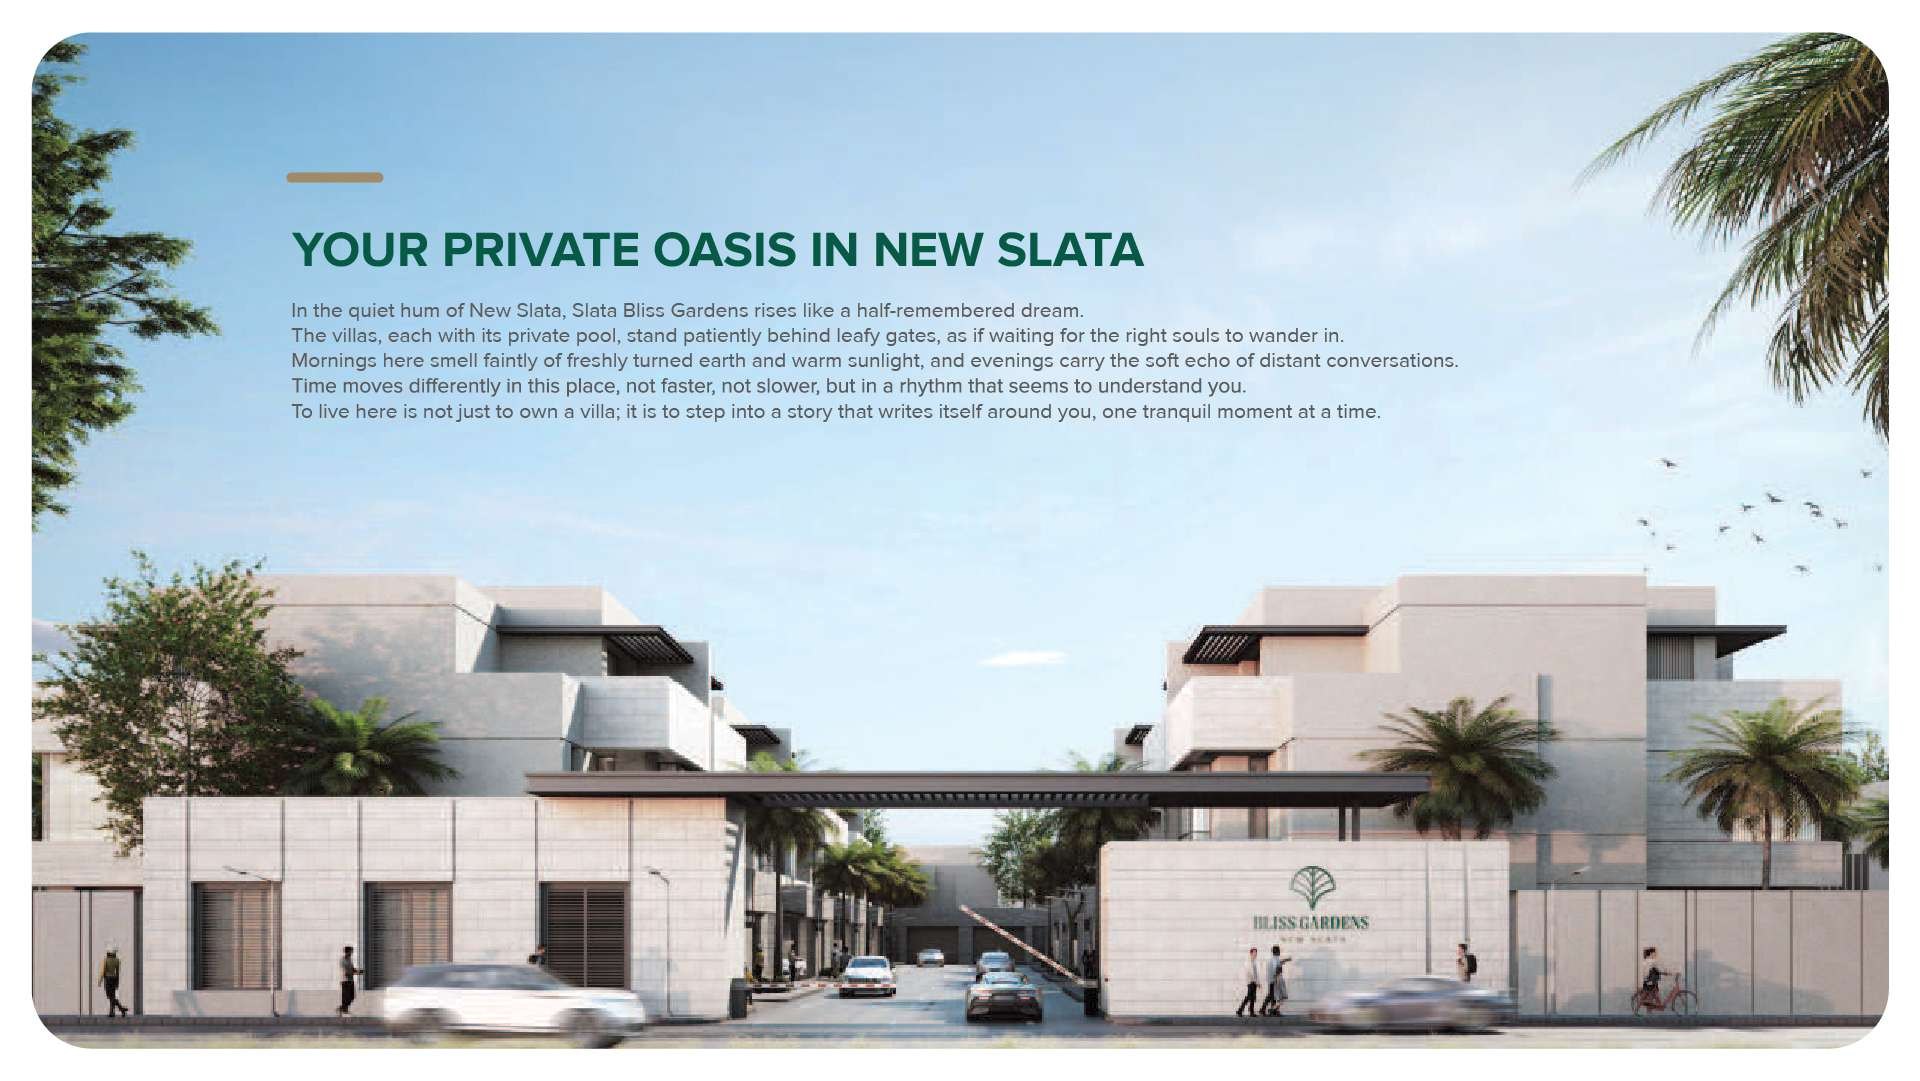 YOUR PRIVATE OASIS IN NEW SLATA
In the quiet hum of New Slata, Slata Bliss Gardens rises like a half-remembered dream.
The villas, each with its private pool, stand patiently behind leafy gates, as if waiting for the right souls to wander in.
Mornings here smell faintly of freshly turned earth and warm sunlight, and evenings carry the soft echo of distant conversations.
Time moves differently in this place, not faster, not slower, but in a rhythm that seems to understand you.
To live here is not just to own a villa; it is to step into a story that writes itself around you, one tranquil moment at a time.
BLISS GARDENS
NEW SLATA